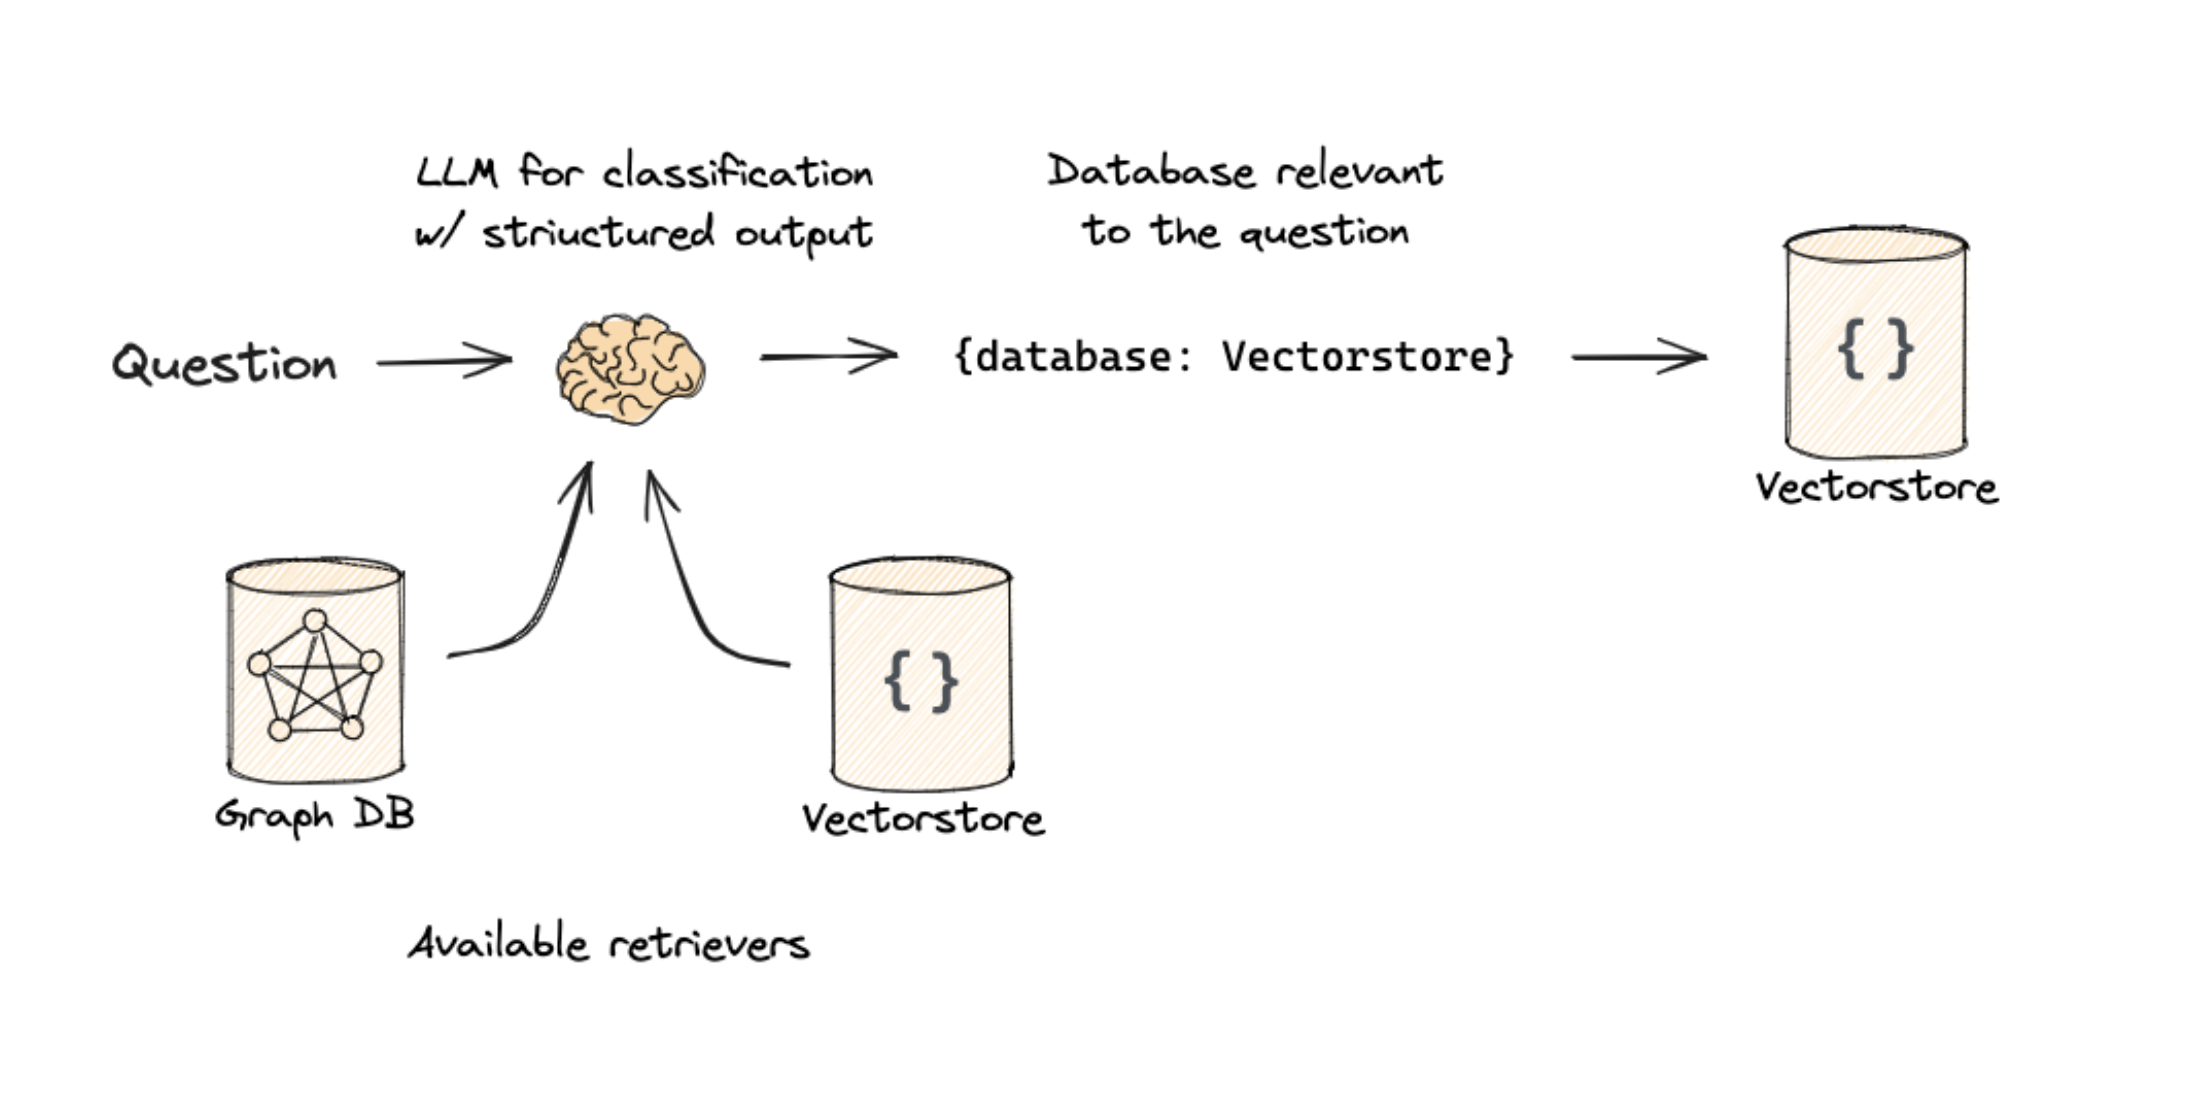 LLM for classification
w/ striuctured output
Database relevant
to the question
Question
{database: Vectorstore}
{}
Vectorstore
Graph DB
{}
Vectorstore
Available retrievers